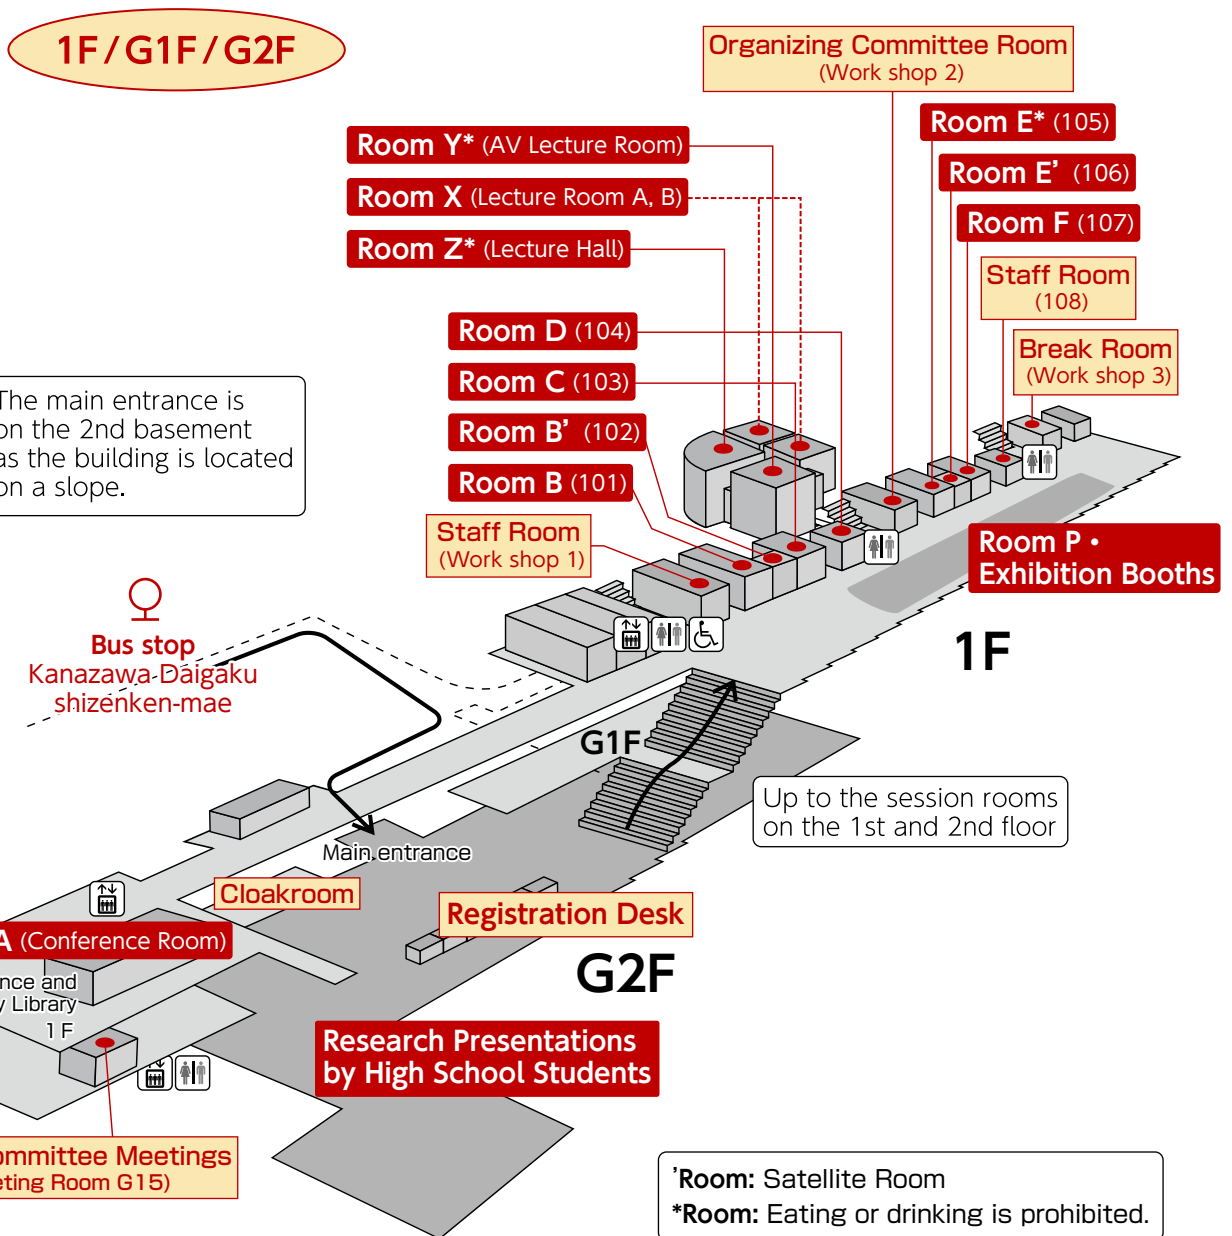 1F/G1F/G2F
Organizing Committee Room
(Work shop 2)
Room E* (105)
Room Y* (AV Lecture Room)
Room E’ (106)
Room X (Lecture Room A, B)
Room F (107)
Room Z* (Lecture Hall)
Staff Room
(108)
Room D (104)
Break Room
(Work shop 3)
Room C (103)
The main entrance is
on the 2nd basement
as the building is located
on a slope.
Room B’ (102)
Room B (101)
Staff Room
(Work shop 1)
Room P・
Exhibition Booths
Bus stop
Kanazawa Daigaku
shizenken-mae
1F
G1F
Up to the session rooms
on the 1st and 2nd floor
Main entrance
Cloakroom
Registration Desk
A (Conference Room)
G2F
nce and
y Library
1F
Research Presentations
by High School Students
ommittee Meetings
eting Room G15)
’Room: Satellite Room
*Room: Eating or drinking is prohibited.